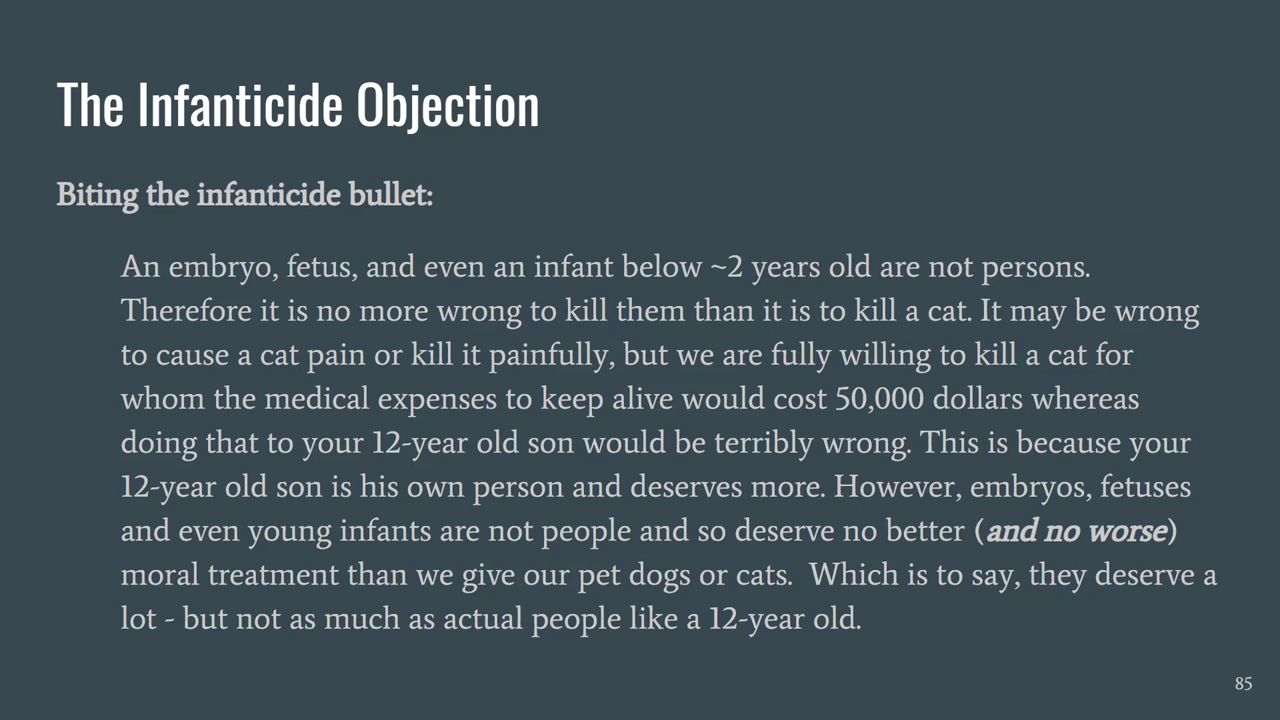 The Infanticide Objection
Biting the infanticide bullet:
An embryo, fetus, and even an infant below ~2 years old are not persons.
Therefore it is no more wrong to kill them than it is to kill a cat. It may be wrong
to cause a cat pain or kill it painfully, but we are fully willing to kill a cat for
whom the medical expenses to keep alive would cost 50,000 dollars whereas
doing that to your 12-year old son would be terribly wrong. This is because your
12-year old son is his own person and deserves more. However, embryos, fetuses
and even young infants are not people and so deserve no better (and no worse)
moral treatment than we give our pet dogs or cats.  Which is to say, they deserve a
lot - but not as much as actual people like a 12-year old.
85